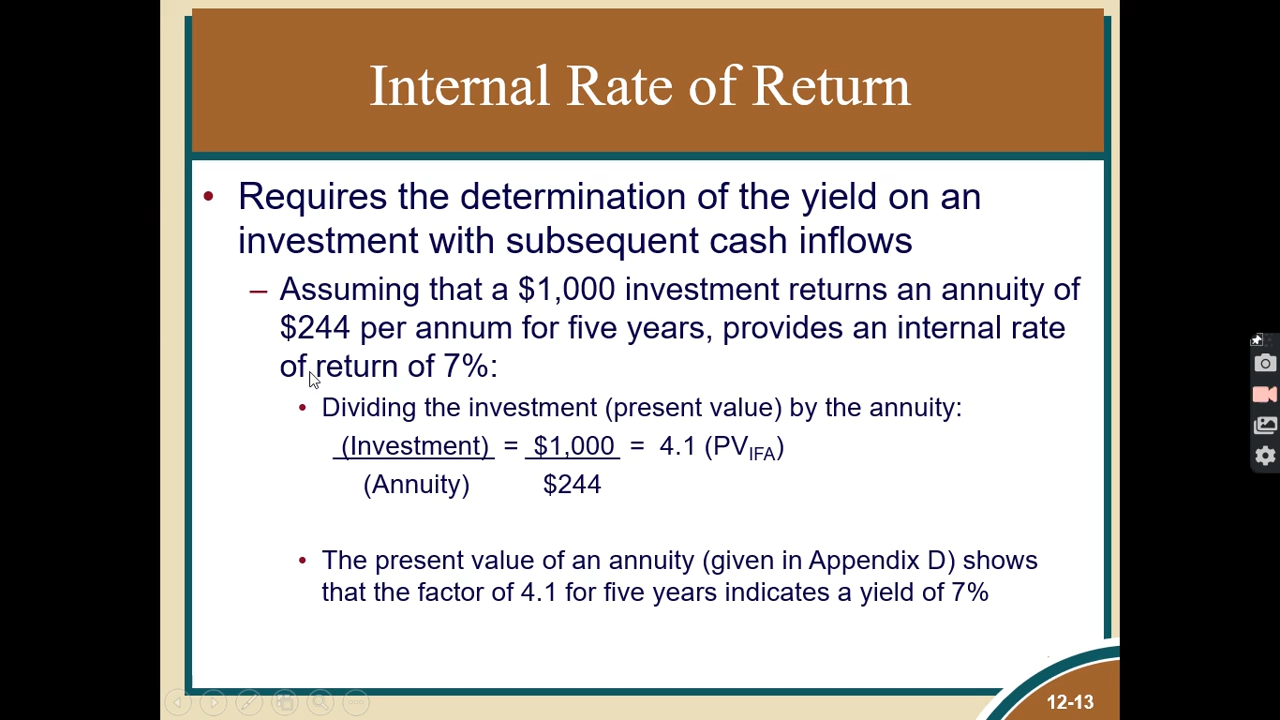 Internal Rate of Return
• Requires the determination of the yield on an
investment with subsequent cash inflows
– Assuming that a $1,000 investment returns an annuity of
$244 per annum for five years, provides an internal rate
of return of 7%:
• Dividing the investment (present value) by the annuity:
(Investment) = $1,000 = 4.1 (PVIFA)
(Annuity) $244
• The present value of an annuity (given in Appendix D) shows
that the factor of 4.1 for five years indicates a yield of 7%
12-13